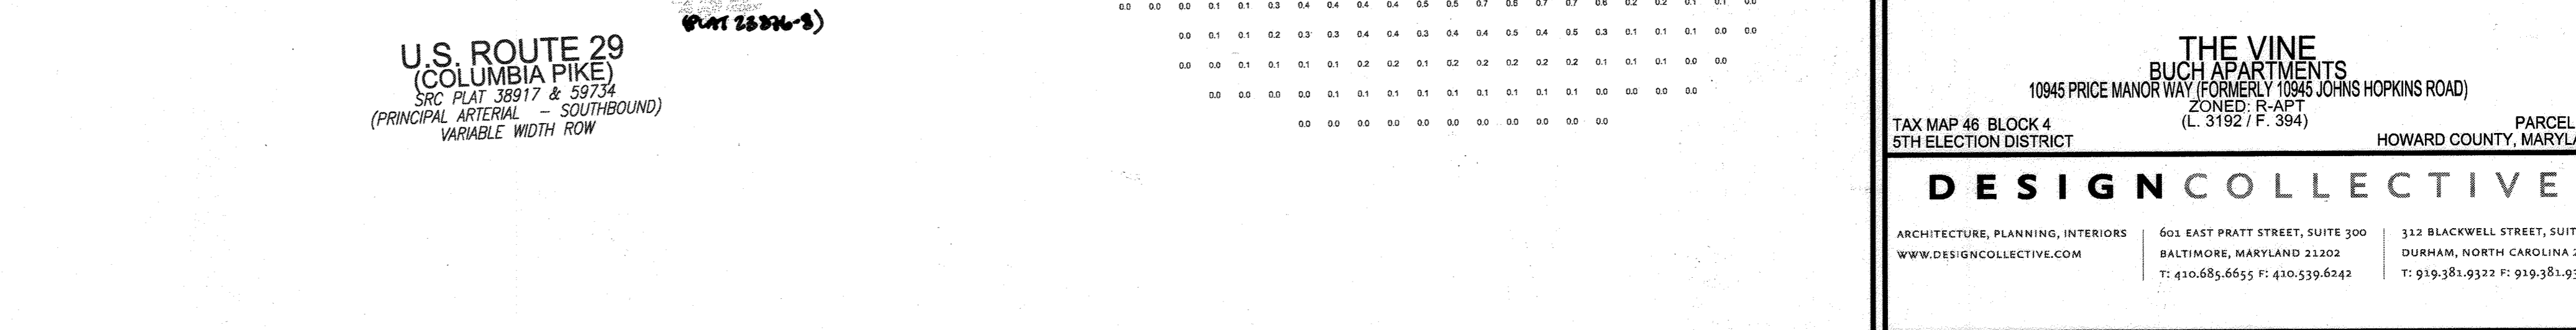 (PLAT 23876-8)
U.S. ROUTE 29
(COLUMBIA PIKE)
SRC PLAT 38917 & 59734
(PRINCIPAL ARTERIAL – SOUTHBOUND)
VARIABLE WIDTH ROW
0.0 0.0 0.0 0.1 0.1 0.3 0.4 0.4 0.4 0.4 0.5 0.5 0.7 0.6 0.7 0.7 0.6 0.2 0.2 0.1 0.1 0.0
0.0 0.1 0.1 0.2 0.3 0.3 0.4 0.4 0.3 0.4 0.4 0.5 0.4 0.5 0.3 0.1 0.1 0.1 0.0 0.0
0.0 0.0 0.1 0.1 0.1 0.1 0.2 0.2 0.1 0.2 0.2 0.2 0.2 0.2 0.1 0.1 0.1 0.0 0.0
0.0 0.0 0.0 0.0 0.1 0.1 0.1 0.1 0.1 0.1 0.1 0.1 0.1 0.0 0.0 0.0 0.0
0.0 0.0 0.0 0.0 0.0 0.0 0.0 0.0 0.0 0.0 0.0
THE VINE
BUCH APARTMENTS
10945 PRICE MANOR WAY (FORMERLY 10945 JOHNS HOPKINS ROAD)
ZONED: R-APT
(L. 3192 / F. 394)
TAX MAP 46 BLOCK 4
PARCEL
5TH ELECTION DISTRICT
HOWARD COUNTY, MARYLA
DESIGNCOLLECTIVE
ARCHITECTURE, PLANNING, INTERIORS
WWW.DESIGNCOLLECTIVE.COM
601 EAST PRATT STREET, SUITE 300
BALTIMORE, MARYLAND 21202
T: 410.685.6655 F: 410.539.6242
312 BLACKWELL STREET, SUIT
DURHAM, NORTH CAROLINA 2
T: 919.381.9322 F: 919.381.93